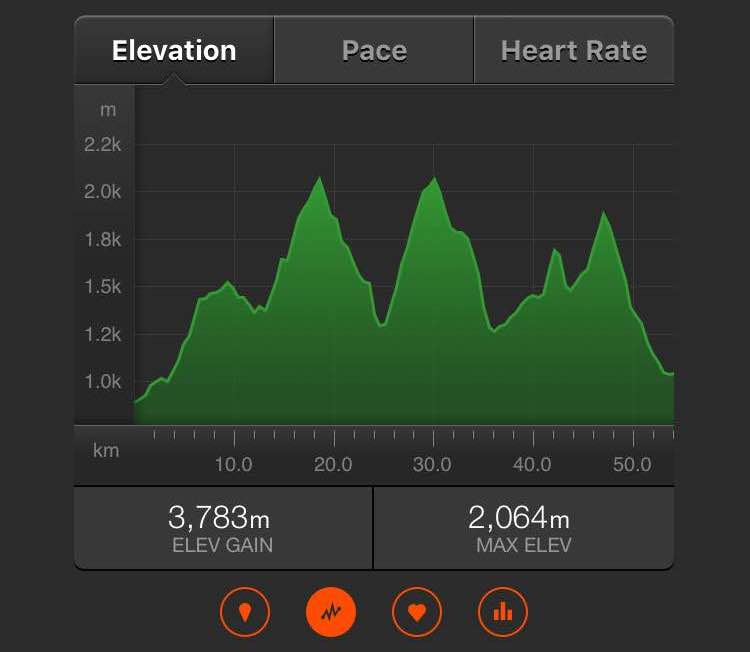 Elevation Pace Heart Rate
m
2.2k
2.0k
1.8k
1.5k
1.2k
1.0k
km
10.0 20.0 30.0 40.0 50.0
3,783m 2,064m
ELEV GAIN MAX ELEV